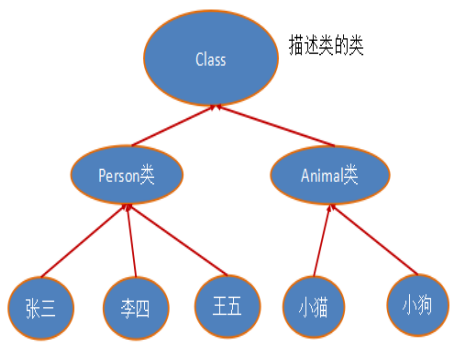 Class
描述类的类
Person类
Animal类
张三
李四
王五
小猫
小狗